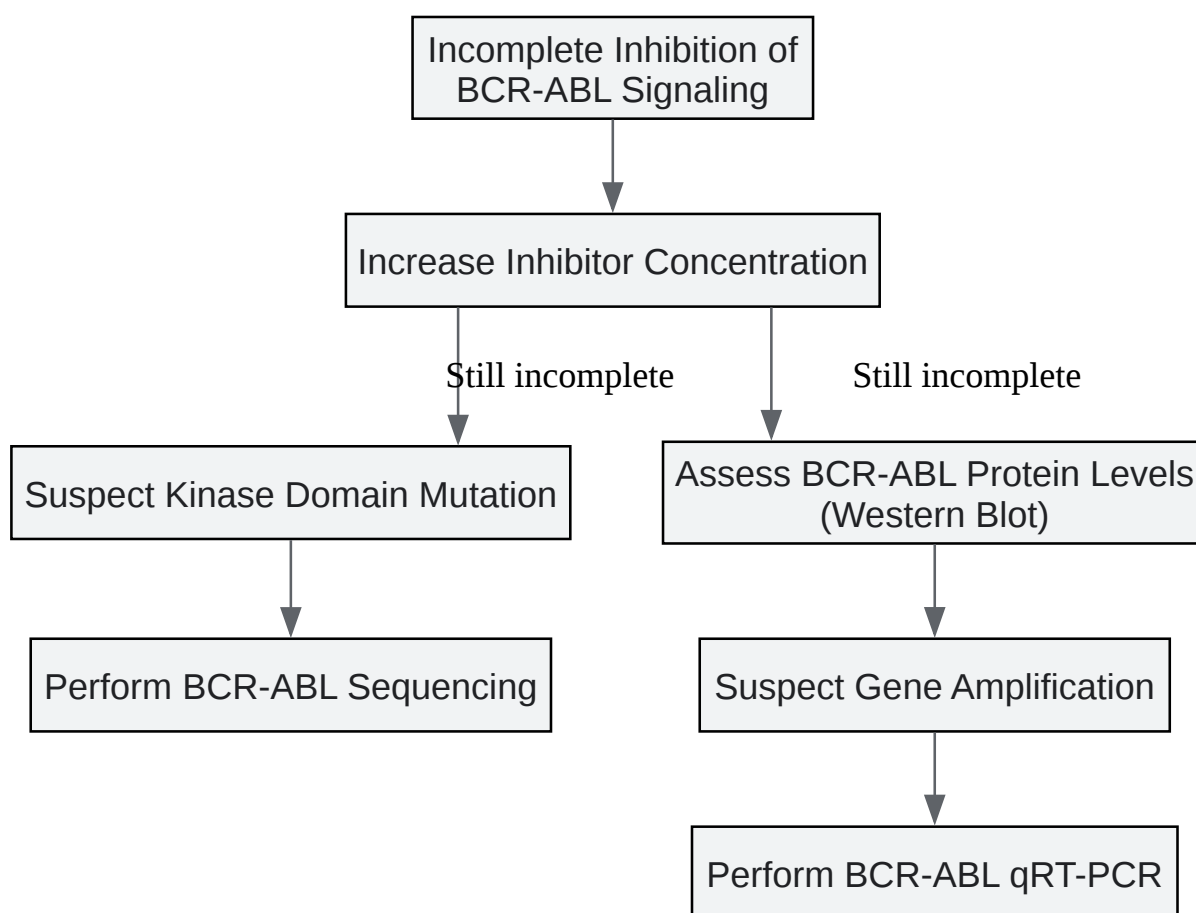 Incomplete Inhibition of
BCR-ABL Signaling
Increase Inhibitor Concentration
Still incomplete
Still incomplete
Suspect Kinase Domain Mutation
Assess BCR-ABL Protein Levels
(Western Blot)
Perform BCR-ABL Sequencing
Suspect Gene Amplification
Perform BCR-ABL qRT-PCR